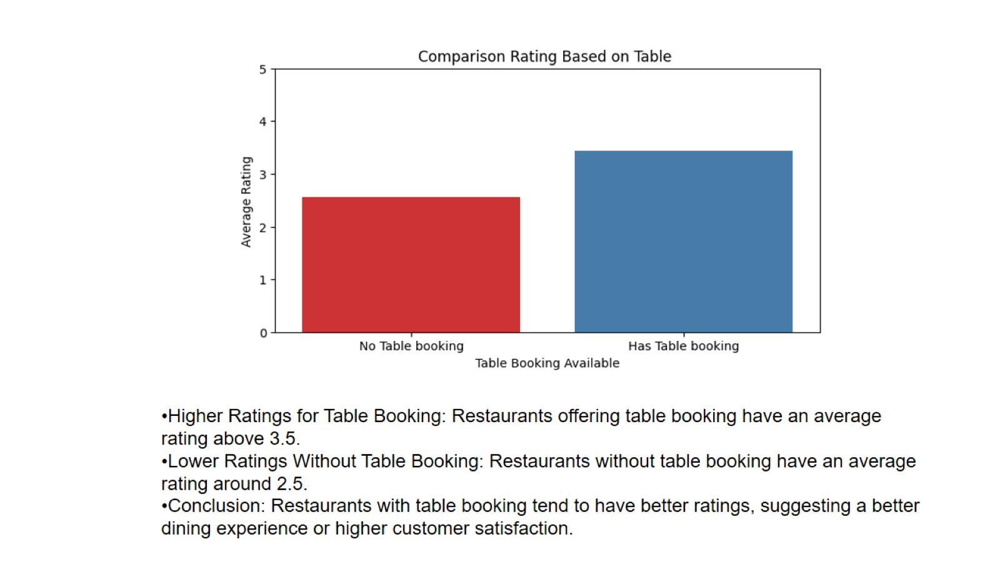 Comparison Rating Based on Table
5
4
3
2
1
0
Average Rating
No Table booking
Has Table booking
Table Booking Available
•Higher Ratings for Table Booking: Restaurants offering table booking have an average
rating above 3.5.
•Lower Ratings Without Table Booking: Restaurants without table booking have an average
rating around 2.5.
•Conclusion: Restaurants with table booking tend to have better ratings, suggesting a better
dining experience or higher customer satisfaction.